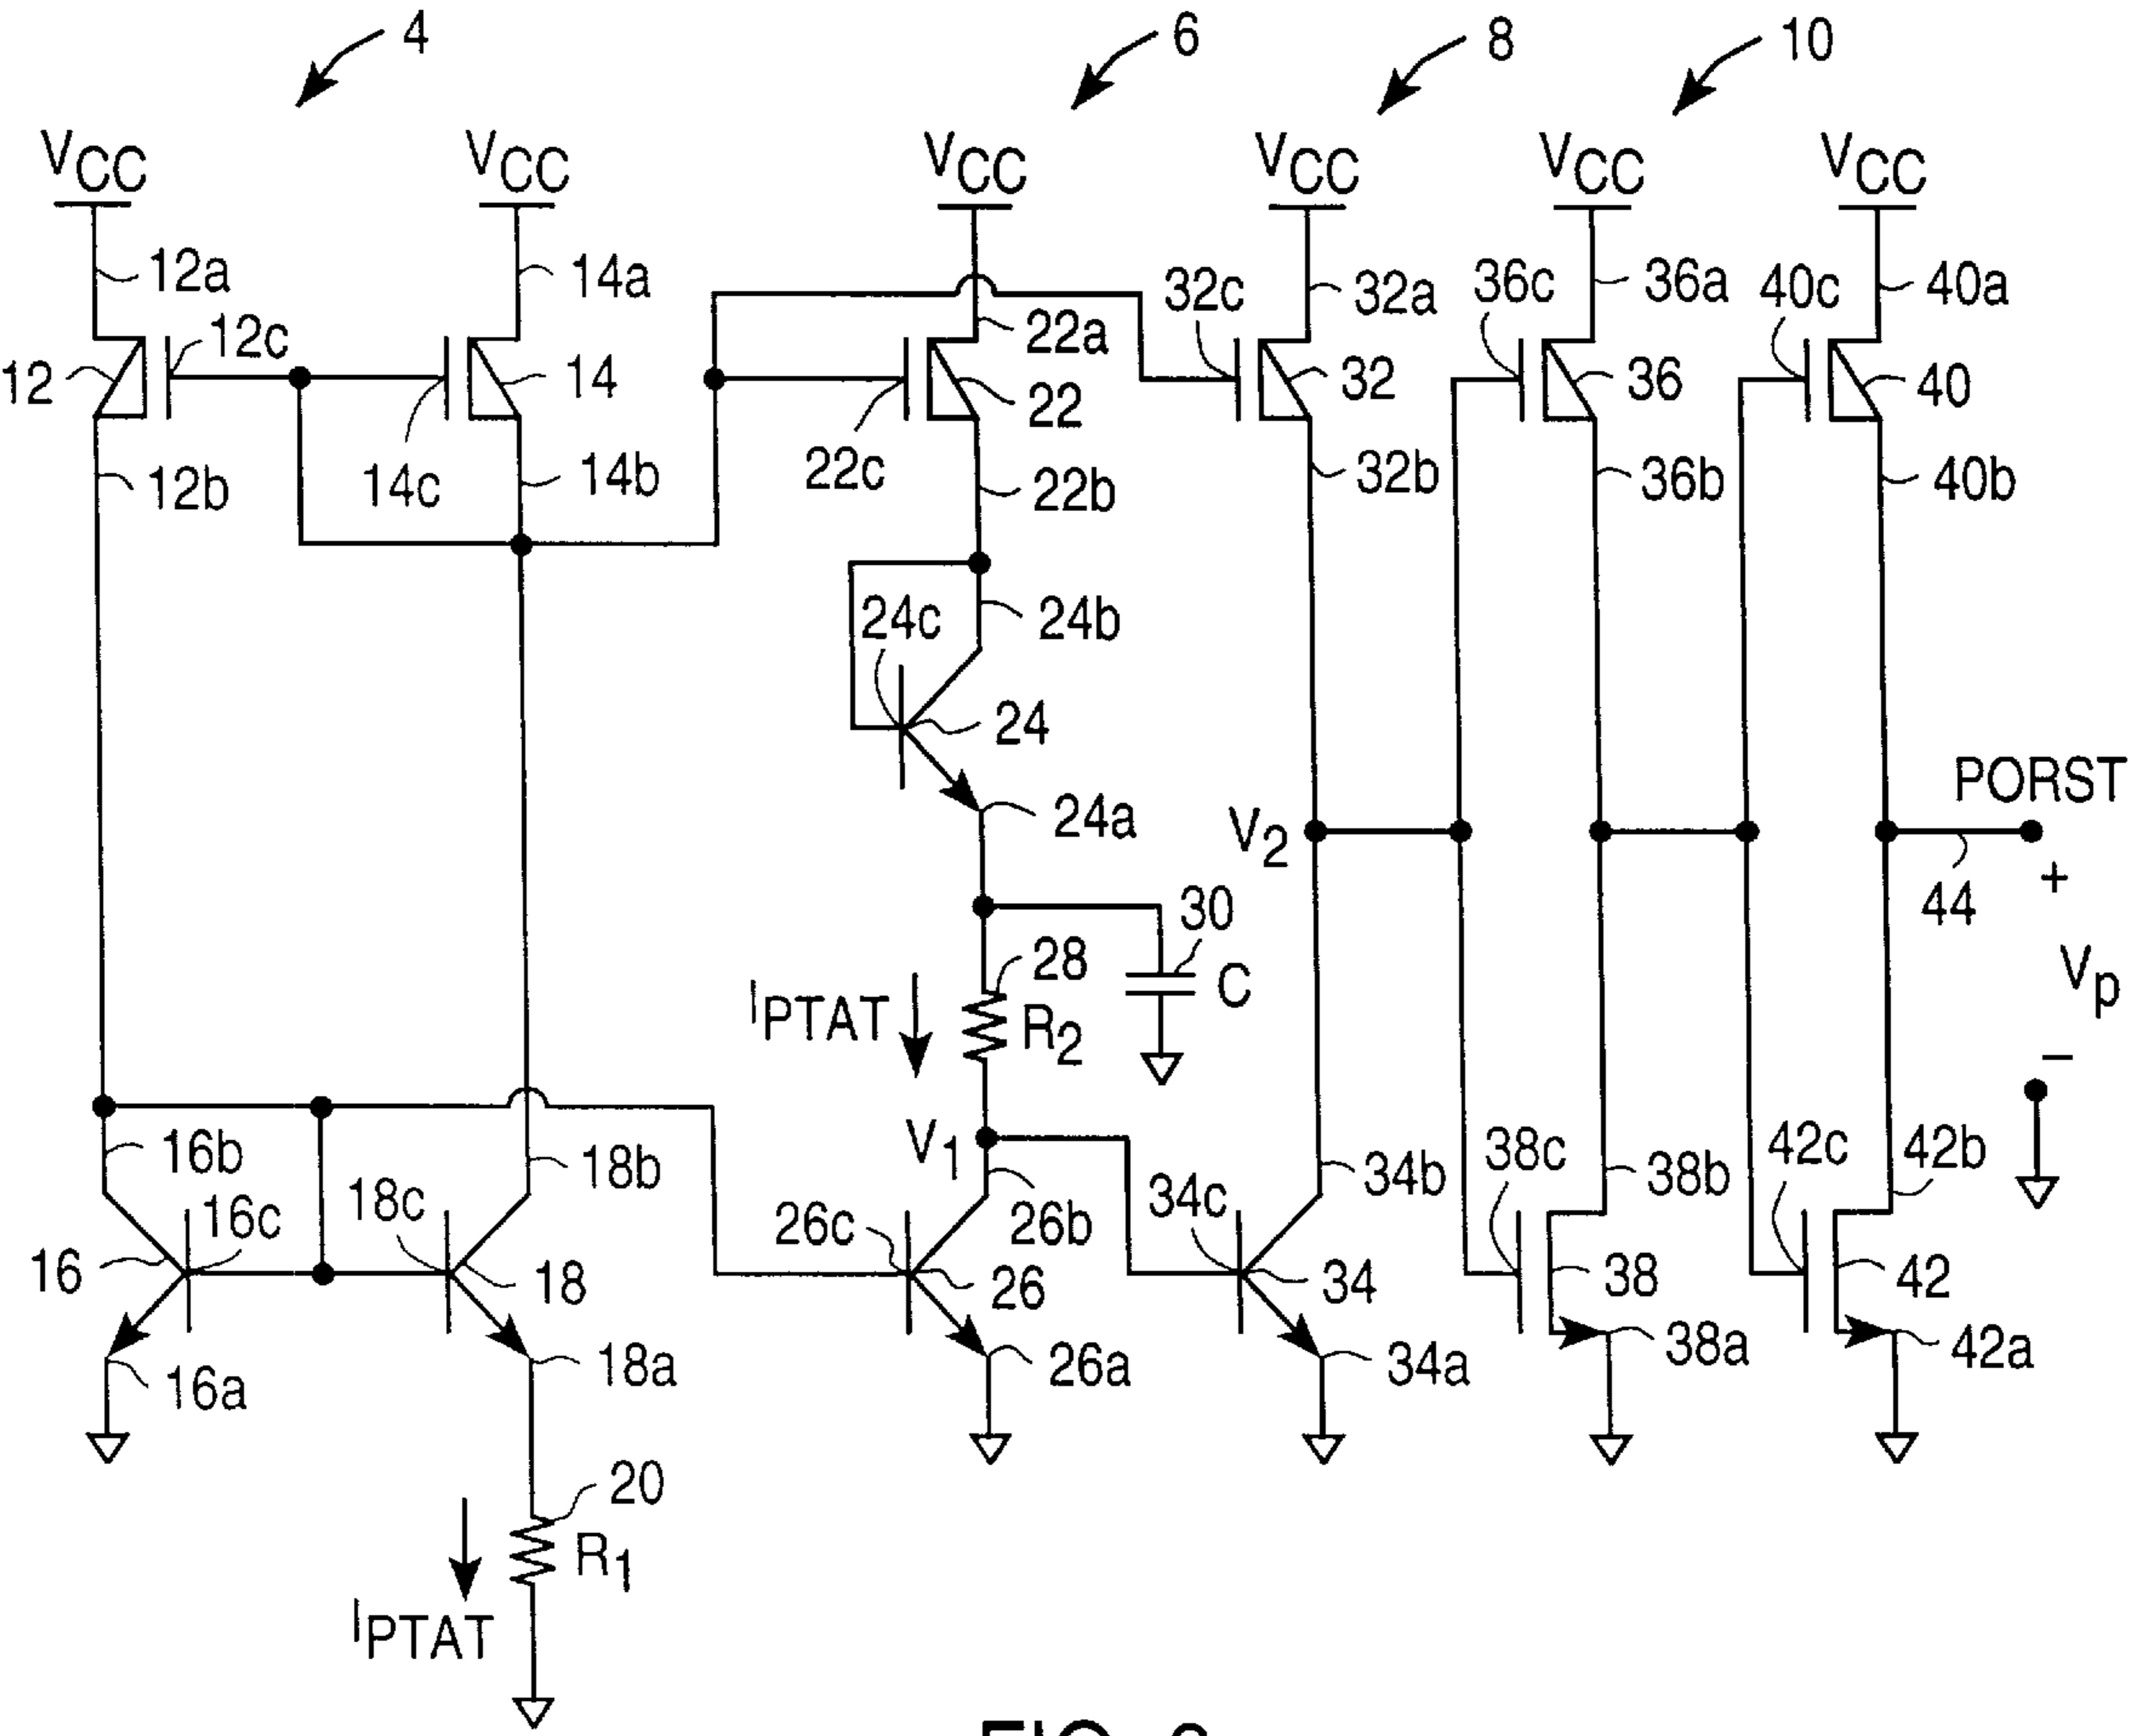 4 6 8 10
VCC VCC VCC VCC VCC VCC
12a 14a 32c 32a 36c 36a 40c 40a
12c 22a
12 14 22 32 36 40
12b 14c 14b 22c 22b 32b 36b 40b
24c 24b
24
24a
PORST
V2
44
+
30
28
C
IPTAT R2
Vp
–
V1
16b 18b 34b 38c 38b 42c 42b
16c 18c 26c 26b 34c
16 18 26 34 38 42
16a 18a 26a 34a 38a 42a
20
R1
IPTAT